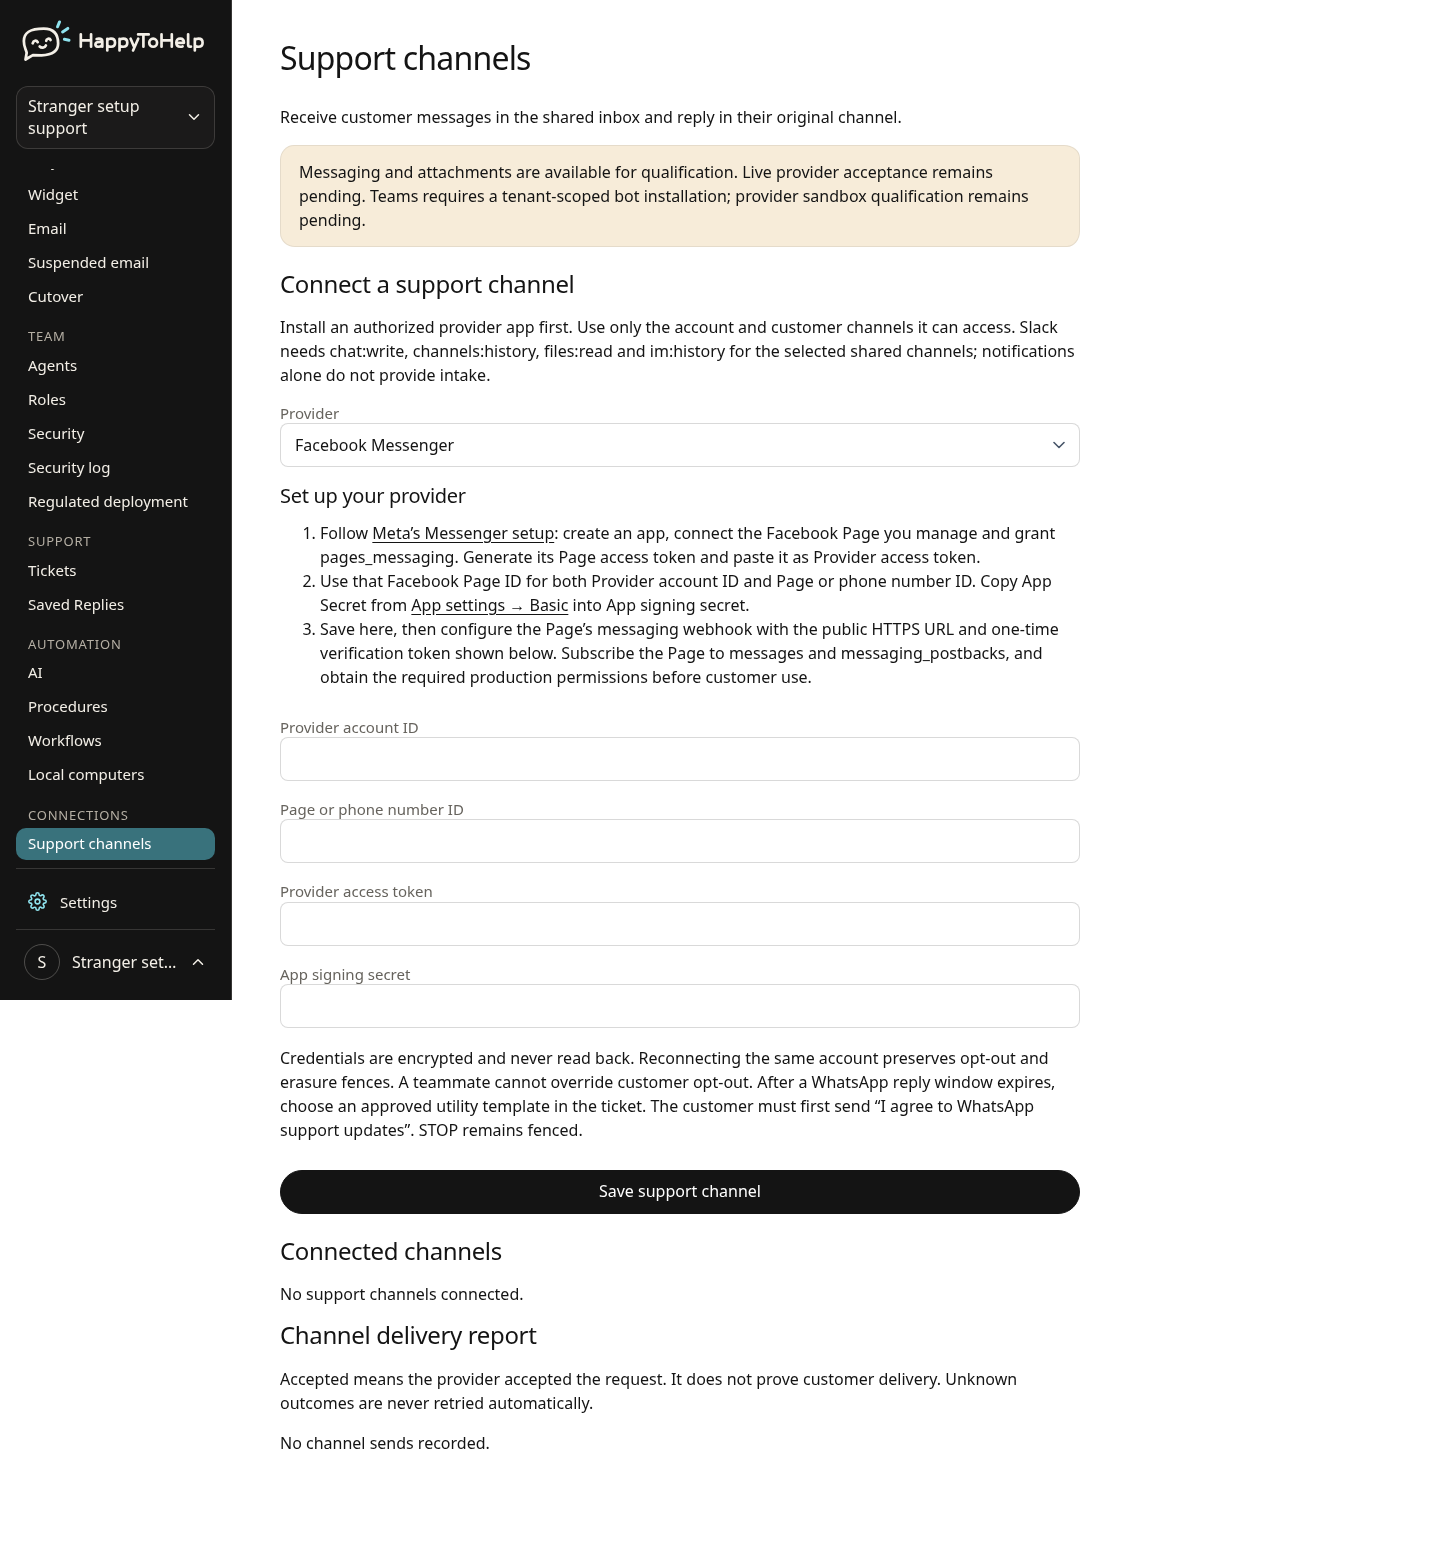 HappyToHelp
Stranger setup
support
Widget
Email
Suspended email
Cutover
TEAM
Agents
Roles
Security
Security log
Regulated deployment
SUPPORT
Tickets
Saved Replies
AUTOMATION
AI
Procedures
Workflows
Local computers
CONNECTIONS
Support channels
Settings
S
Stranger set...
Support channels
Receive customer messages in the shared inbox and reply in their original channel.
Messaging and attachments are available for qualification. Live provider acceptance remains
pending. Teams requires a tenant-scoped bot installation; provider sandbox qualification remains
pending.
Connect a support channel
Install an authorized provider app first. Use only the account and customer channels it can access. Slack
needs chat:write, channels:history, files:read and im:history for the selected shared channels; notifications
alone do not provide intake.
Provider
Facebook Messenger
Set up your provider
1. Follow Meta’s Messenger setup: create an app, connect the Facebook Page you manage and grant
pages_messaging. Generate its Page access token and paste it as Provider access token.
2. Use that Facebook Page ID for both Provider account ID and Page or phone number ID. Copy App
Secret from App settings → Basic into App signing secret.
3. Save here, then configure the Page’s messaging webhook with the public HTTPS URL and one-time
verification token shown below. Subscribe the Page to messages and messaging_postbacks, and
obtain the required production permissions before customer use.
Provider account ID
Page or phone number ID
Provider access token
App signing secret
Credentials are encrypted and never read back. Reconnecting the same account preserves opt-out and
erasure fences. A teammate cannot override customer opt-out. After a WhatsApp reply window expires,
choose an approved utility template in the ticket. The customer must first send “I agree to WhatsApp
support updates”. STOP remains fenced.
Save support channel
Connected channels
No support channels connected.
Channel delivery report
Accepted means the provider accepted the request. It does not prove customer delivery. Unknown
outcomes are never retried automatically.
No channel sends recorded.